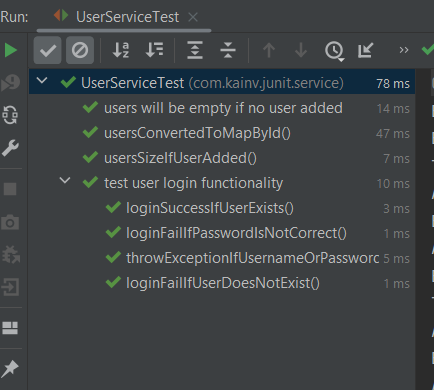 Run: UserServiceTest
UserServiceTest (com.kainv.junit.service) 78 ms
users will be empty if no user added 14 ms
usersConvertedToMapById() 47 ms
usersSizeIfUserAdded() 7 ms
test user login functionality 10 ms
loginSuccessIfUserExists() 3 ms
loginFailIfPasswordIsNotCorrect() 1 ms
throwExceptionIfUsernameOrPassword 5 ms
loginFailIfUserDoesNotExist() 1 ms